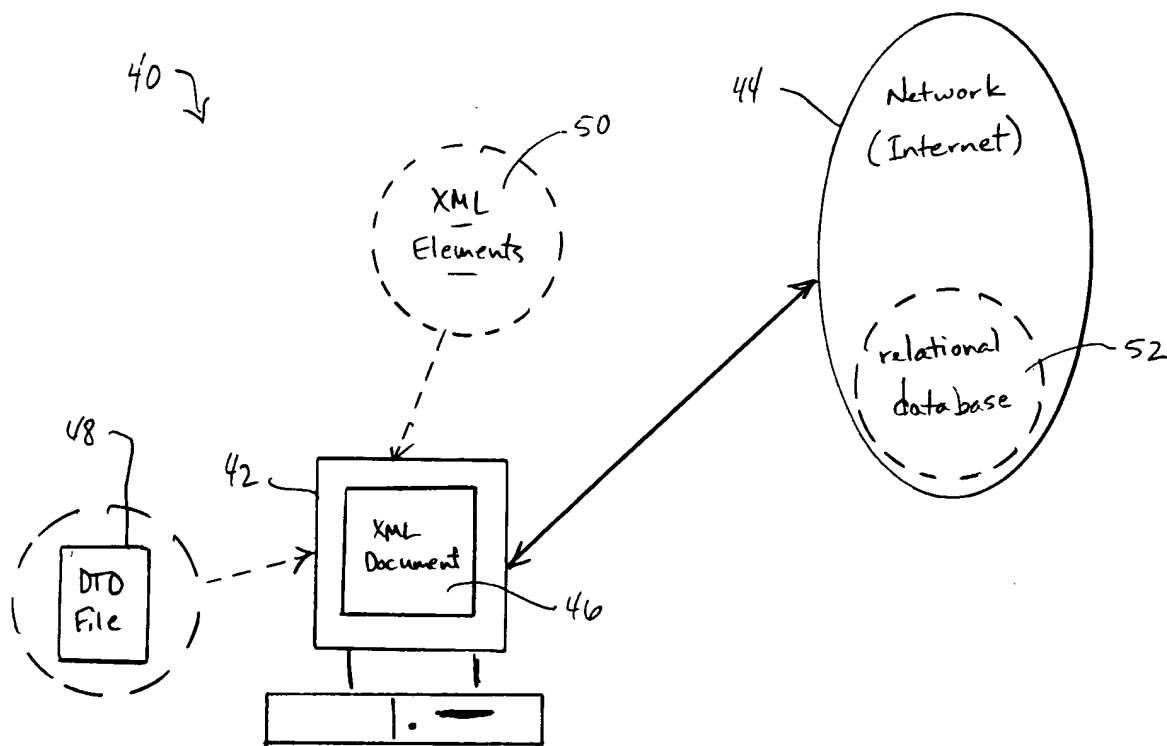 40
44
Network
(Internet)
50
XML
Elements
relational
database
52
48
42
XML
Document
46
DTD
File